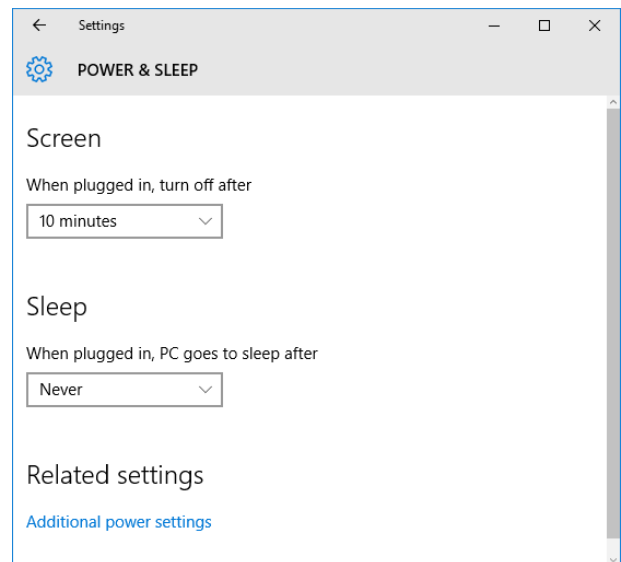 Settings
POWER & SLEEP
Screen
When plugged in, turn off after
10 minutes
Sleep
When plugged in, PC goes to sleep after
Never
Related settings
Additional power settings